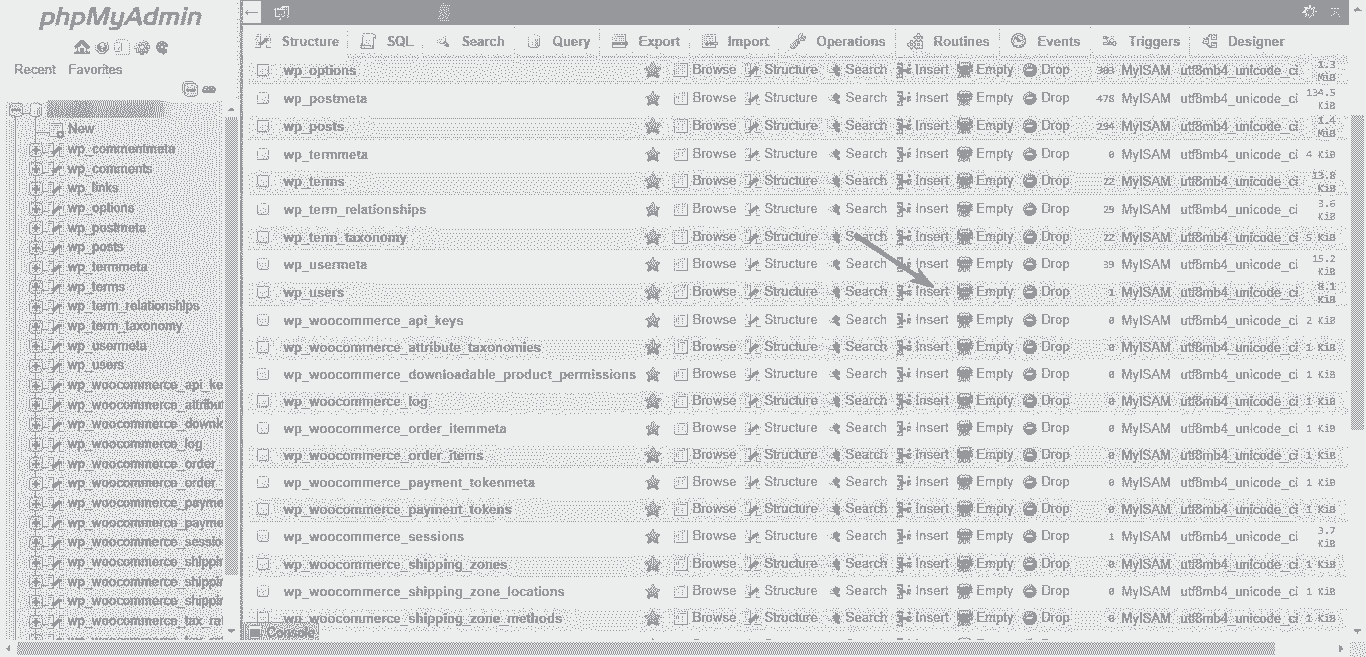 phpMyAdmin
Recent Favorites
New
wp_commentmeta
wp_comments
wp_links
wp_options
wp_postmeta
wp_posts
wp_termmeta
wp_terms
wp_term_relationships
wp_term_taxonomy
wp_usermeta
wp_users
wp_woocommerce_api_ke
wp_woocommerce_attribut
wp_woocommerce_downlo
wp_woocommerce_log
wp_woocommerce_order_
wp_woocommerce_order_
wp_woocommerce_payme
wp_woocommerce_payme
wp_woocommerce_sessio
wp_woocommerce_shippin
wp_woocommerce_shippin
wp_woocommerce_shippin
wp_woocommerce_tax_ra
Structure SQL Search Query Export Import Operations Routines Events Triggers Designer
wp_options Browse Structure Search Insert Empty Drop 303 MyISAM utf8mb4_unicode_ci 1.3 MiB
wp_postmeta Browse Structure Search Insert Empty Drop 478 MyISAM utf8mb4_unicode_ci 134.5 KiB
wp_posts Browse Structure Search Insert Empty Drop 294 MyISAM utf8mb4_unicode_ci 1.4 MiB
wp_termmeta Browse Structure Search Insert Empty Drop 0 MyISAM utf8mb4_unicode_ci 4 KiB
wp_terms Browse Structure Search Insert Empty Drop 22 MyISAM utf8mb4_unicode_ci 13.8 KiB
wp_term_relationships Browse Structure Search Insert Empty Drop 29 MyISAM utf8mb4_unicode_ci 3.6 KiB
wp_term_taxonomy Browse Structure Search Insert Empty Drop 22 MyISAM utf8mb4_unicode_ci 5 KiB
wp_usermeta Browse Structure Search Insert Empty Drop 39 MyISAM utf8mb4_unicode_ci 15.2 KiB
wp_users Browse Structure Search Insert Empty Drop 1 MyISAM utf8mb4_unicode_ci 8.1 KiB
wp_woocommerce_api_keys Browse Structure Search Insert Empty Drop 0 MyISAM utf8mb4_unicode_ci 2 KiB
wp_woocommerce_attribute_taxonomies Browse Structure Search Insert Empty Drop 0 MyISAM utf8mb4_unicode_ci 1 KiB
wp_woocommerce_downloadable_product_permissions Browse Structure Search Insert Empty Drop 0 MyISAM utf8mb4_unicode_ci 1 KiB
wp_woocommerce_log Browse Structure Search Insert Empty Drop 0 MyISAM utf8mb4_unicode_ci 1 KiB
wp_woocommerce_order_itemmeta Browse Structure Search Insert Empty Drop 0 MyISAM utf8mb4_unicode_ci 1 KiB
wp_woocommerce_order_items Browse Structure Search Insert Empty Drop 0 MyISAM utf8mb4_unicode_ci 1 KiB
wp_woocommerce_payment_tokenmeta Browse Structure Search Insert Empty Drop 0 MyISAM utf8mb4_unicode_ci 1 KiB
wp_woocommerce_payment_tokens Browse Structure Search Insert Empty Drop 0 MyISAM utf8mb4_unicode_ci 1 KiB
wp_woocommerce_sessions Browse Structure Search Insert Empty Drop 1 MyISAM utf8mb4_unicode_ci 3.7 KiB
wp_woocommerce_shipping_zones Browse Structure Search Insert Empty Drop 0 MyISAM utf8mb4_unicode_ci 1 KiB
wp_woocommerce_shipping_zone_locations Browse Structure Search Insert Empty Drop 0 MyISAM utf8mb4_unicode_ci 1 KiB
wp_woocommerce_shipping_zone_methods Browse Structure Search Insert Empty Drop 0 MyISAM utf8mb4_unicode_ci 1 KiB
Console